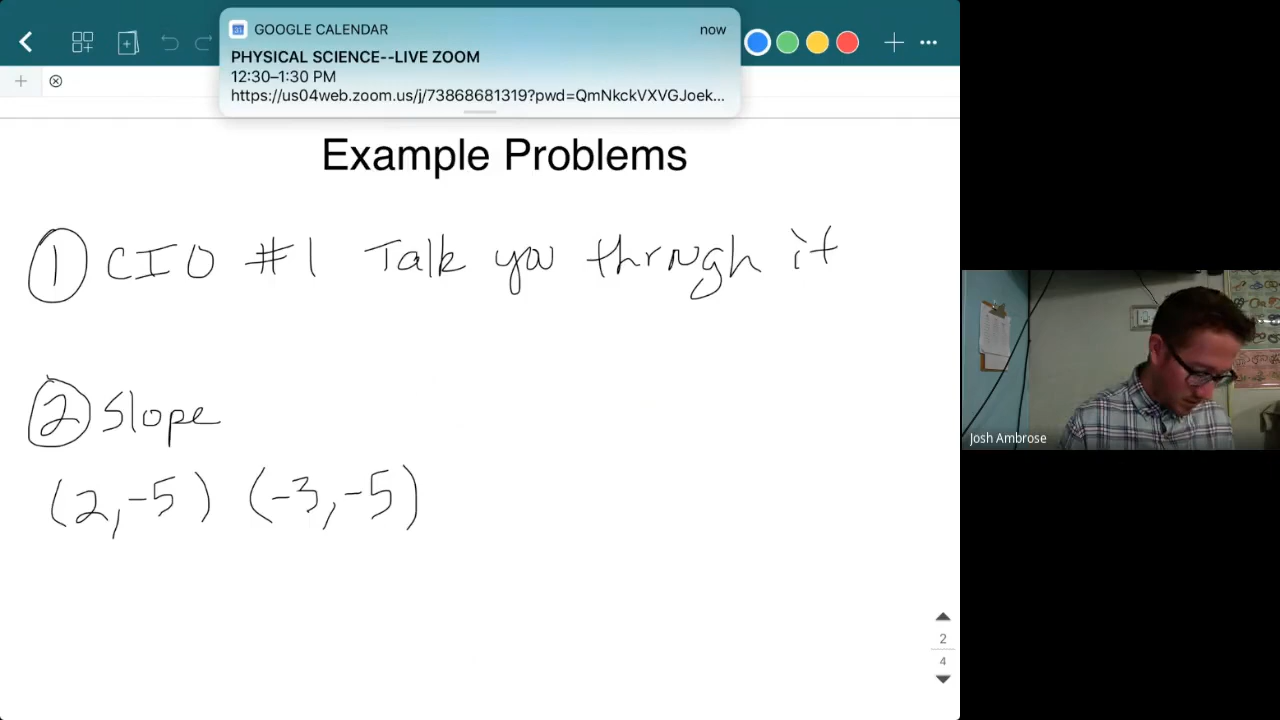 GOOGLE CALENDAR now
PHYSICAL SCIENCE--LIVE ZOOM
12:30–1:30 PM
https://us04web.zoom.us/j/73868681319?pwd=QmNkckVXVGJoek...
Example Problems
1 CIO #1 Talk you through it
2 Slope
(2,-5) (-3,-5)
Josh Ambrose
2
4